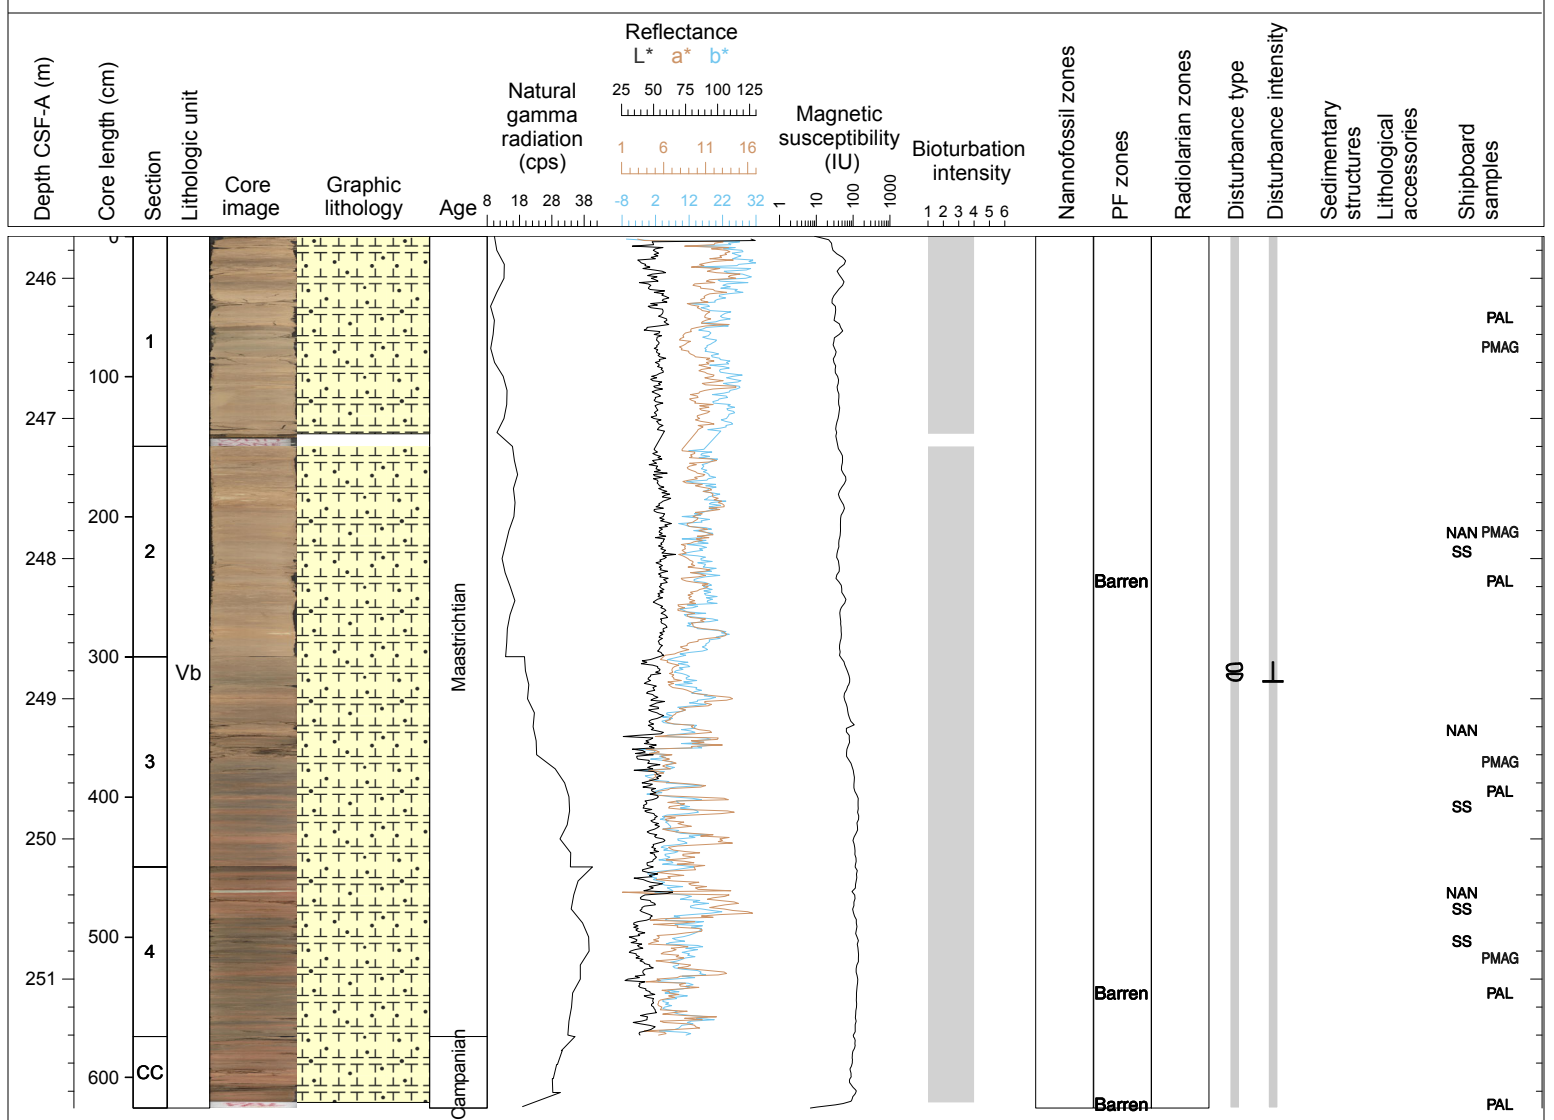 Depth CSF-A (m)
Core length (cm)
Section
Lithologic unit
Core
image
Graphic
lithology
Age
Natural
gamma
radiation
(cps)
8 18 28 38
Reflectance
L* a* b*
25 50 75 100 125
1 6 11 16
-8 2 12 22 32
Magnetic
susceptibility
(IU)
1 10 100 1000
Bioturbation
intensity
1 2 3 4 5 6
Nannofossil zones
PF zones
Radiolarian zones
Disturbance type
Disturbance intensity
Sedimentary
structures
Lithological
accessories
Shipboard
samples
0
246
PAL
1
PMAG
100
247
200
NAN PMAG
2
SS
248
Barren
PAL
Maastrichtian
300
Vb
249
NAN
3
PMAG
PAL
400
SS
250
NAN
SS
500
SS
4
PMAG
251
Barren
PAL
CC
600
Campanian
Barren
PAL